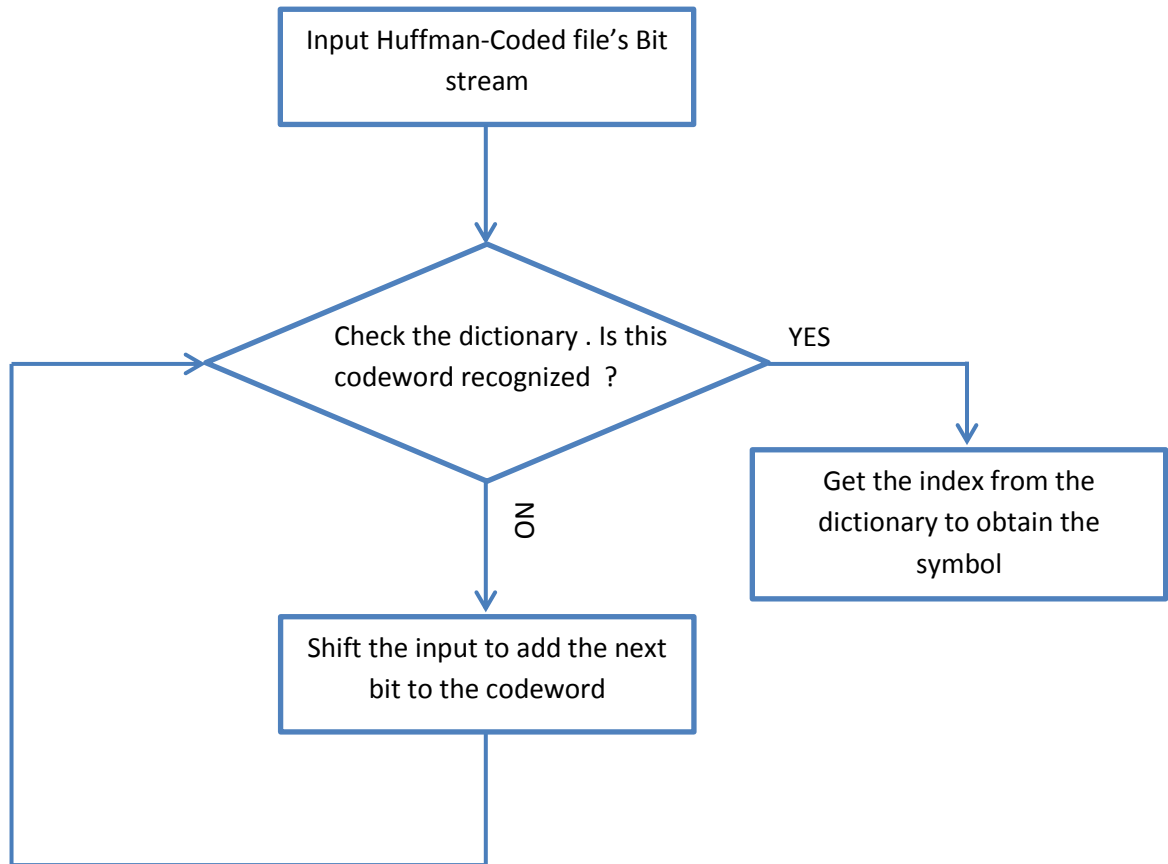 Input Huffman-Coded file’s Bit
stream
Check the dictionary . Is this
codeword recognized  ?
YES
NO
Get the index from the
dictionary to obtain the
symbol
Shift the input to add the next
bit to the codeword